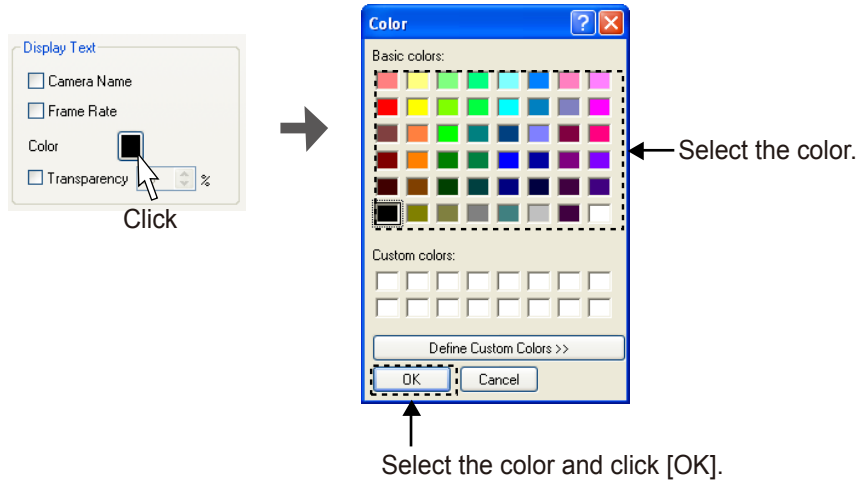 Display Text
Camera Name
Frame Rate
Color
Transparency %
Click
Color
Basic colors:
Select the color.
Custom colors:
Define Custom Colors >>
OK Cancel
Select the color and click [OK].